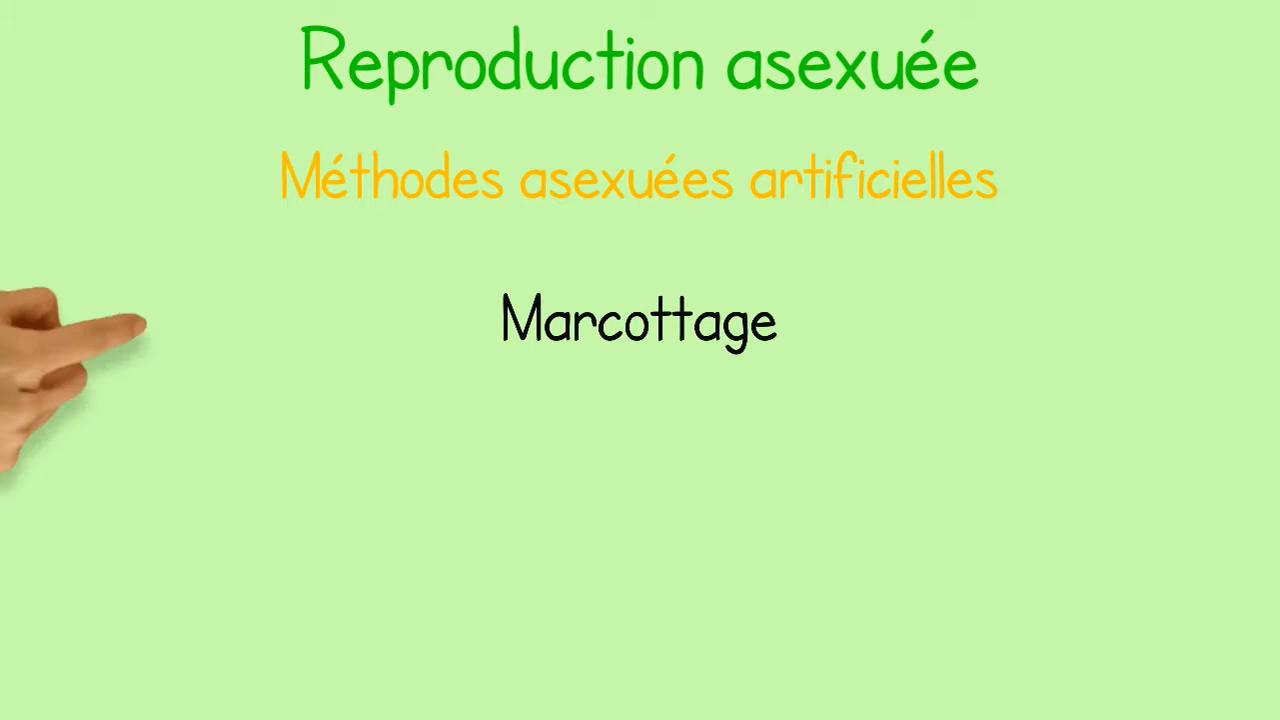 Reproduction asexuée
Méthodes asexuées artificielles
Marcottage